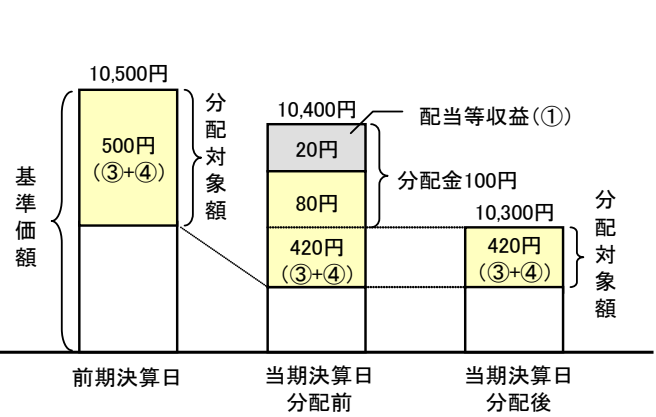 10,500円
500円
(③+④)
分配対象額
基準価額
前期決算日
10,400円
配当等収益(①)
20円
分配金100円
80円
420円
(③+④)
当期決算日
分配前
10,300円
420円
(③+④)
分配対象額
当期決算日
分配後